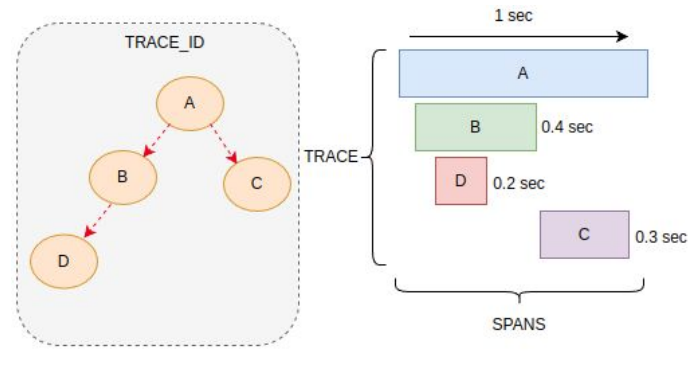 TRACE_ID
A
B
C
D
1 sec
A
B
0.4 sec
TRACE
D
0.2 sec
C
0.3 sec
SPANS